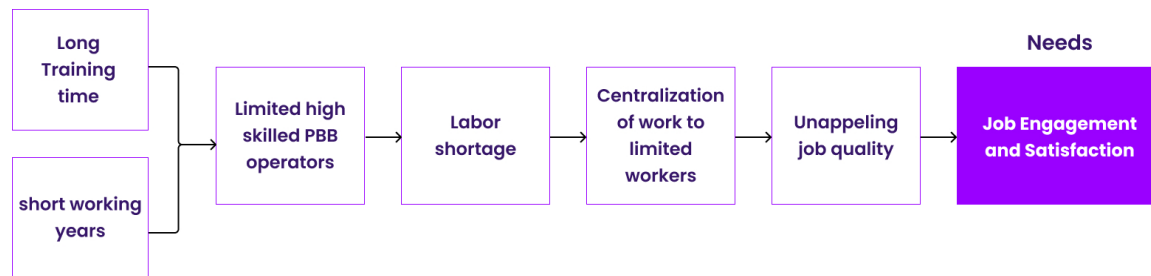 Long
Training
time
short working
years
Limited high
skilled PBB
operators
Labor
shortage
Centralization
of work to
limited
workers
Unappeling
job quality
Needs
Job Engagement
and Satisfaction